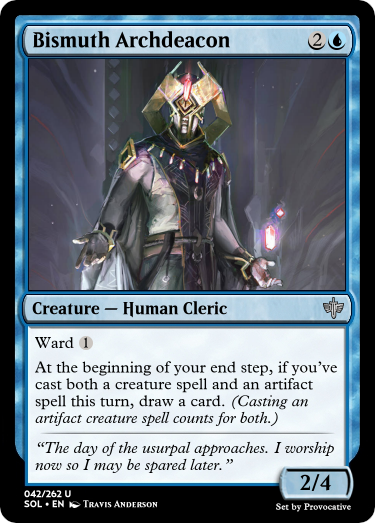 Bismuth Archdeacon 2
Creature — Human Cleric
Ward 1
At the beginning of your end step, if you’ve
cast both a creature spell and an artifact
spell this turn, draw a card. (Casting an
artifact creature spell counts for both.)
“The day of the usurpal approaches. I worship
now so I may be spared later.”
2/4
042/262 U
SOL • EN Travis Anderson
Set by Provocative